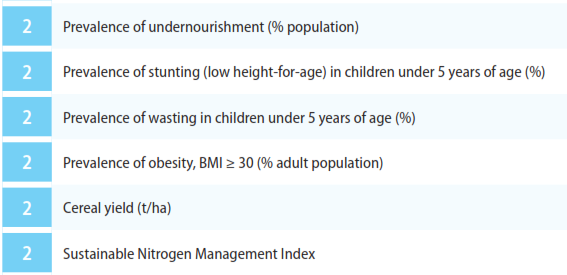 2 Prevalence of undernourishment (% population)
2 Prevalence of stunting (low height-for-age) in children under 5 years of age (%)
2 Prevalence of wasting in children under 5 years of age (%)
2 Prevalence of obesity, BMI ≥ 30 (% adult population)
2 Cereal yield (t/ha)
2 Sustainable Nitrogen Management Index